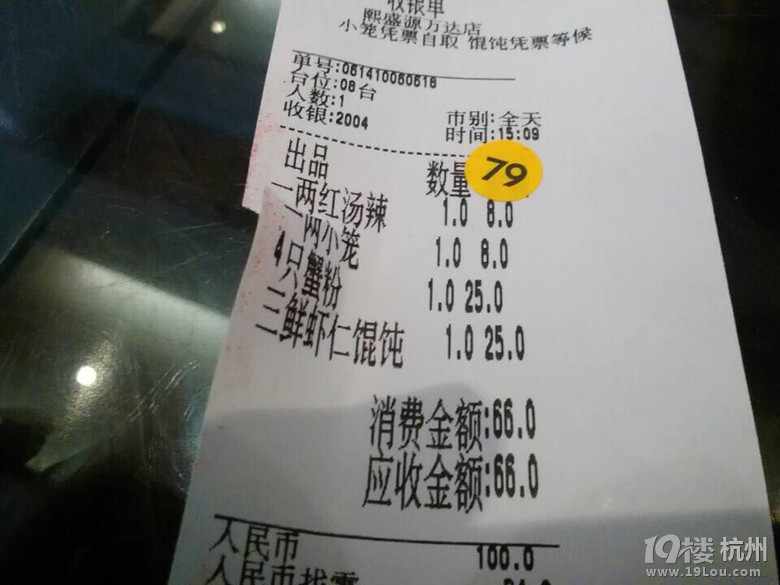 收银单
熙盛源万达店
小笼凭票自取 馄饨凭票等候
单号:061410060618
台位:08台
人数:1
市别:全天
收银:2004
时间:15:09
出品 数量
79
一两红汤辣 1.0 8.0
一两小笼 1.0 8.0
4只蟹粉 1.0 25.0
三鲜虾仁馄饨 1.0 25.0
消费金额:66.0
应收金额:66.0
人民币 100.0
人民币找零
19楼 杭州
www.19lou.com